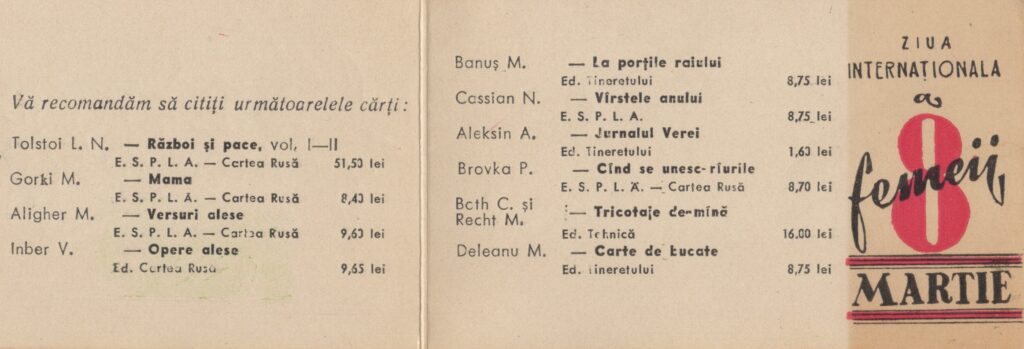 Vă recomandăm să citiți următoarelele cărți :
Tolstoi L. N. — Război și pace, vol. I—II
E. S. P. L. A. — Cartea Rusă 51,50 lei
Gorki M. — Mama
E. S. P. L. A. — Cartea Rusă 8,40 lei
Aligher M. — Versuri alese
E. S. P. L. A. — Cartea Rusă 9,60 lei
Inber V. — Opere alese
Ed. Cartea Rusă 9,65 lei
Banuș M. — La porțile raiului
Ed. Tineretului 8,75 lei
Cassian N. — Vîrstele anului
E. S. P. L. A. 8,75 lei
Aleksin A. — Jurnalul Verei
Ed. Tineretului 1,60 lei
Brovka P. — Cînd se unesc rîurile
E. S. P. L. A. — Cartea Rusă 8,70 lei
Both C. și
Recht M. — Tricotaje de mînă
Ed. Tehnică 16.00 lei
Deleanu M. — Carte de bucate
Ed. Tineretului 8,75 lei
ZIUA
INTERNAȚIONALA
a
8
femeii
MARTIE